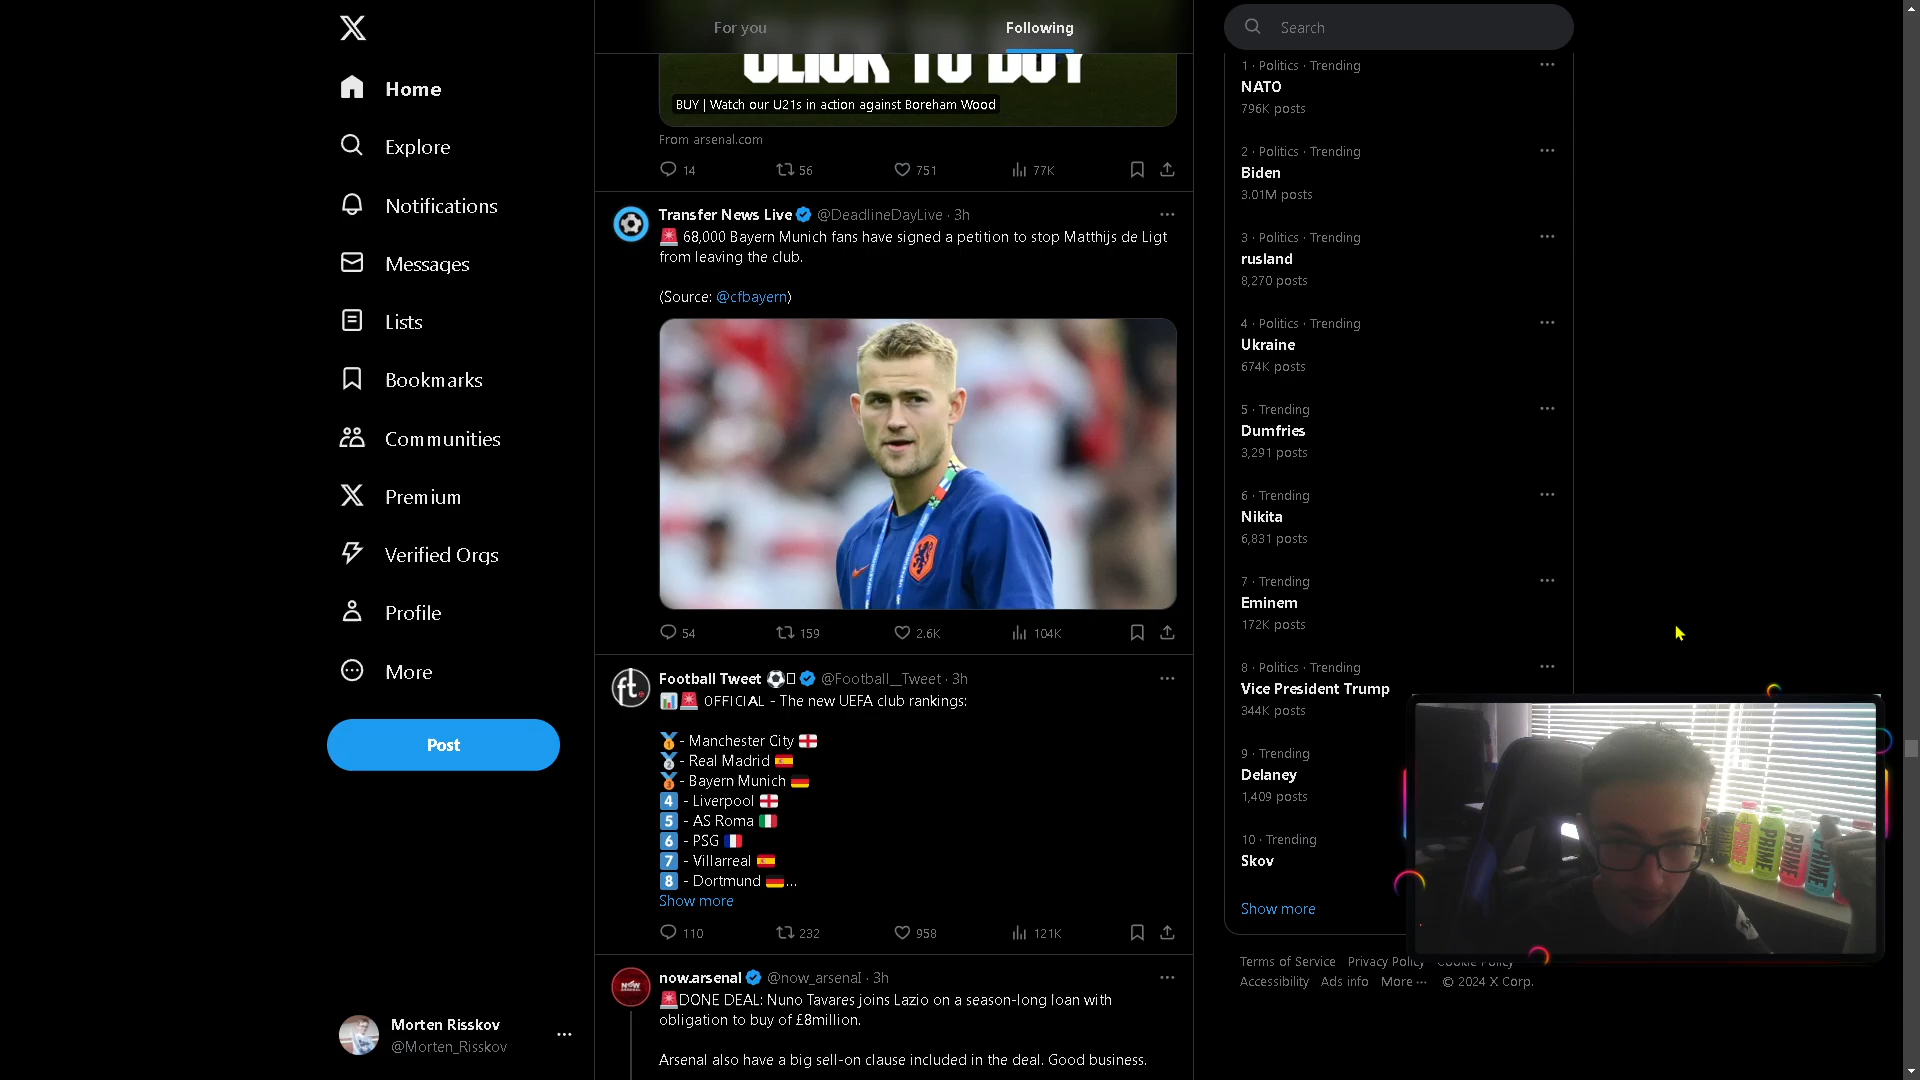 Home
Explore
Notifications
Messages
Lists
Bookmarks
Communities
Premium
Verified Orgs
Profile
More
Post
Morten Risskov
@Morten_Risskov
For you
Following
CLICK TO BUY
BUY | Watch our U21s in action against Boreham Wood
From arsenal.com
14 56 751 77K
Transfer News Live @DeadlineDayLive · 3h
🚨 68,000 Bayern Munich fans have signed a petition to stop Matthijs de Ligt
from leaving the club.
(Source: @cfbayern)
54 159 2.6K 104K
Football Tweet ⚽ @Football__Tweet · 3h
📊🚨 OFFICIAL - The new UEFA club rankings:
🥇- Manchester City 🏴󠁧󠁢󠁥󠁮󠁧󠁿
🥈- Real Madrid 🇪🇸
🥉- Bayern Munich 🇩🇪
4️⃣ - Liverpool 🏴󠁧󠁢󠁥󠁮󠁧󠁿
5️⃣ - AS Roma 🇮🇹
6️⃣ - PSG 🇫🇷
7️⃣ - Villarreal 🇪🇸
8️⃣ - Dortmund 🇩🇪...
Show more
110 232 958 121K
now.arsenal @now_arsenaI · 3h
🚨DONE DEAL: Nuno Tavares joins Lazio on a season-long loan with
obligation to buy of £8million.
Arsenal also have a big sell-on clause included in the deal. Good business.
Search
1 · Politics · Trending
NATO
796K posts
2 · Politics · Trending
Biden
3.01M posts
3 · Politics · Trending
rusland
8,270 posts
4 · Politics · Trending
Ukraine
674K posts
5 · Trending
Dumfries
3,291 posts
6 · Trending
Nikita
6,831 posts
7 · Trending
Eminem
172K posts
8 · Politics · Trending
Vice President Trump
344K posts
9 · Trending
Delaney
1,409 posts
10 · Trending
Skov
Show more
PRIME PRIME PRIME PRIME
Terms of Service Privacy Policy Cookie Policy
Accessibility Ads info More ··· © 2024 X Corp.